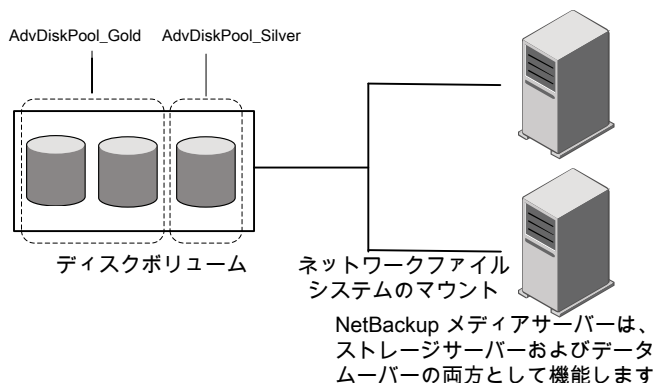 AdvDiskPool_Gold
AdvDiskPool_Silver
ディスクボリューム
ネットワークファイル
システムのマウント
NetBackup メディアサーバーは、
ストレージサーバーおよびデータ
ムーバーの両方として機能します